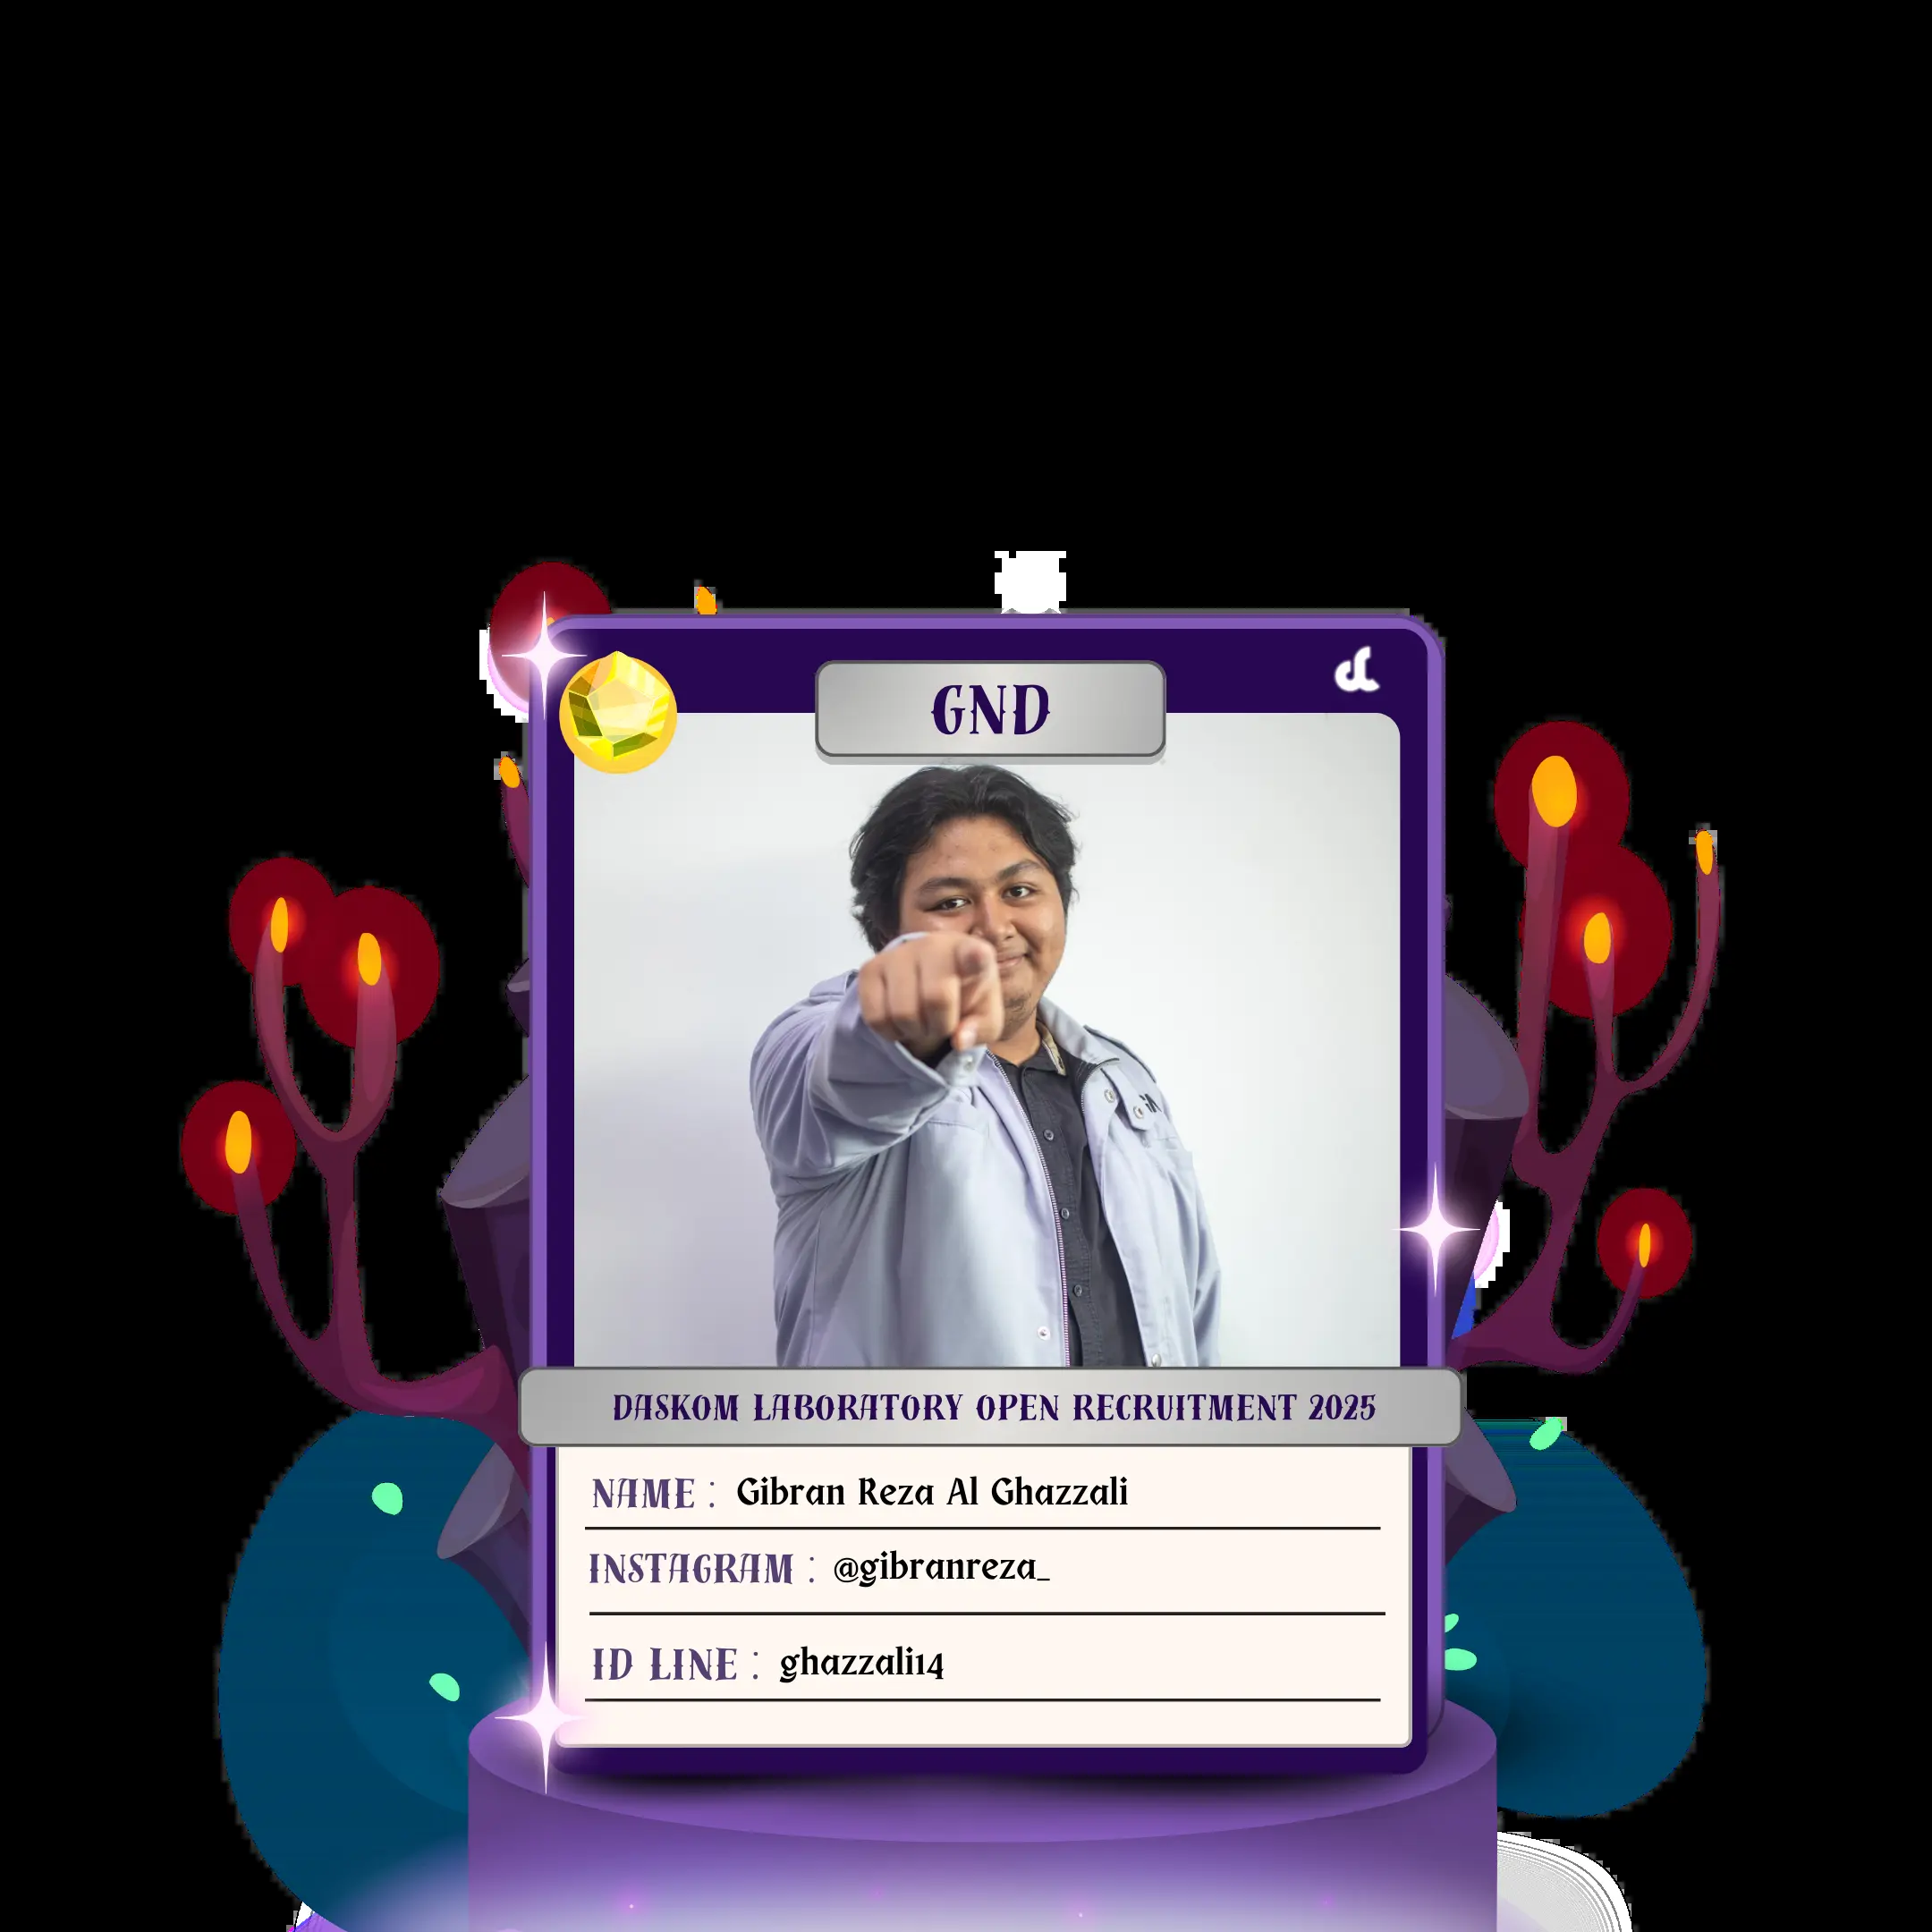 GND
DASKOM LABORATORY OPEN RECRUITMENT 2025
NAME : Gibran Reza Al Ghazzali
INSTAGRAM : @gibranreza_
ID LINE : ghazzali14